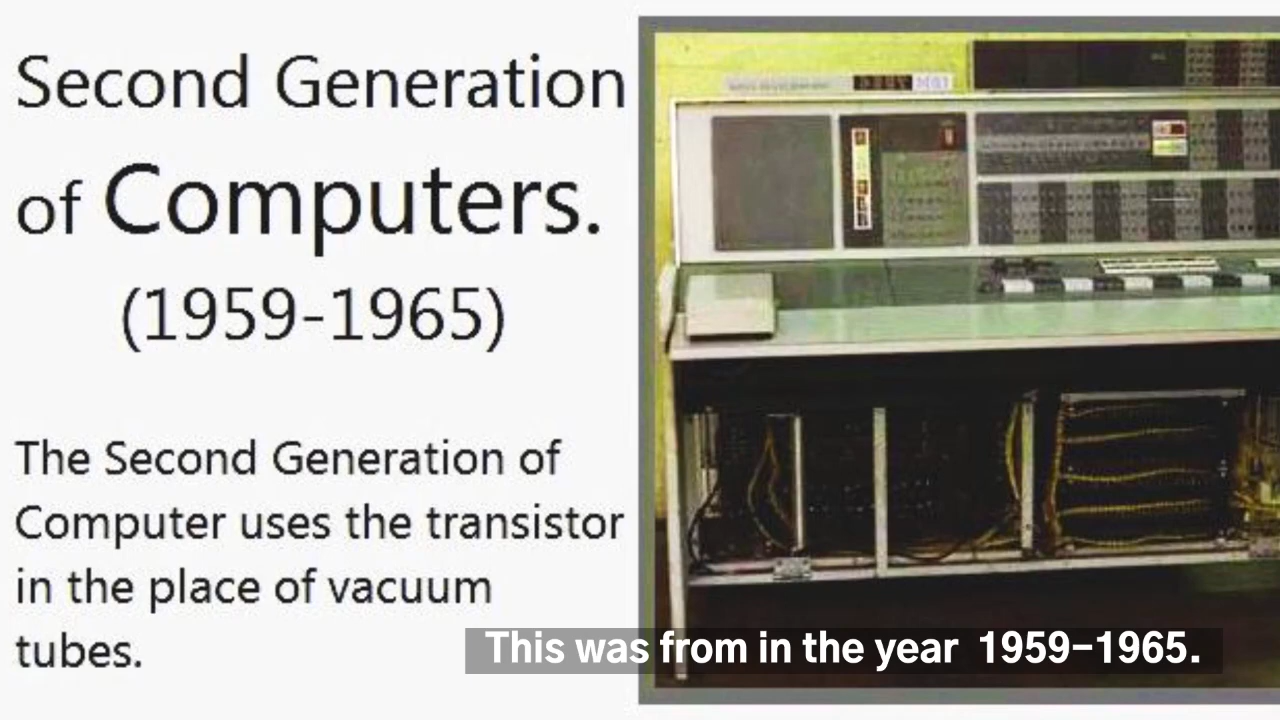 Second Generation
of Computers.
(1959-1965)
The Second Generation of
Computer uses the transistor
in the place of vacuum
tubes.
This was from in the year 1959-1965.